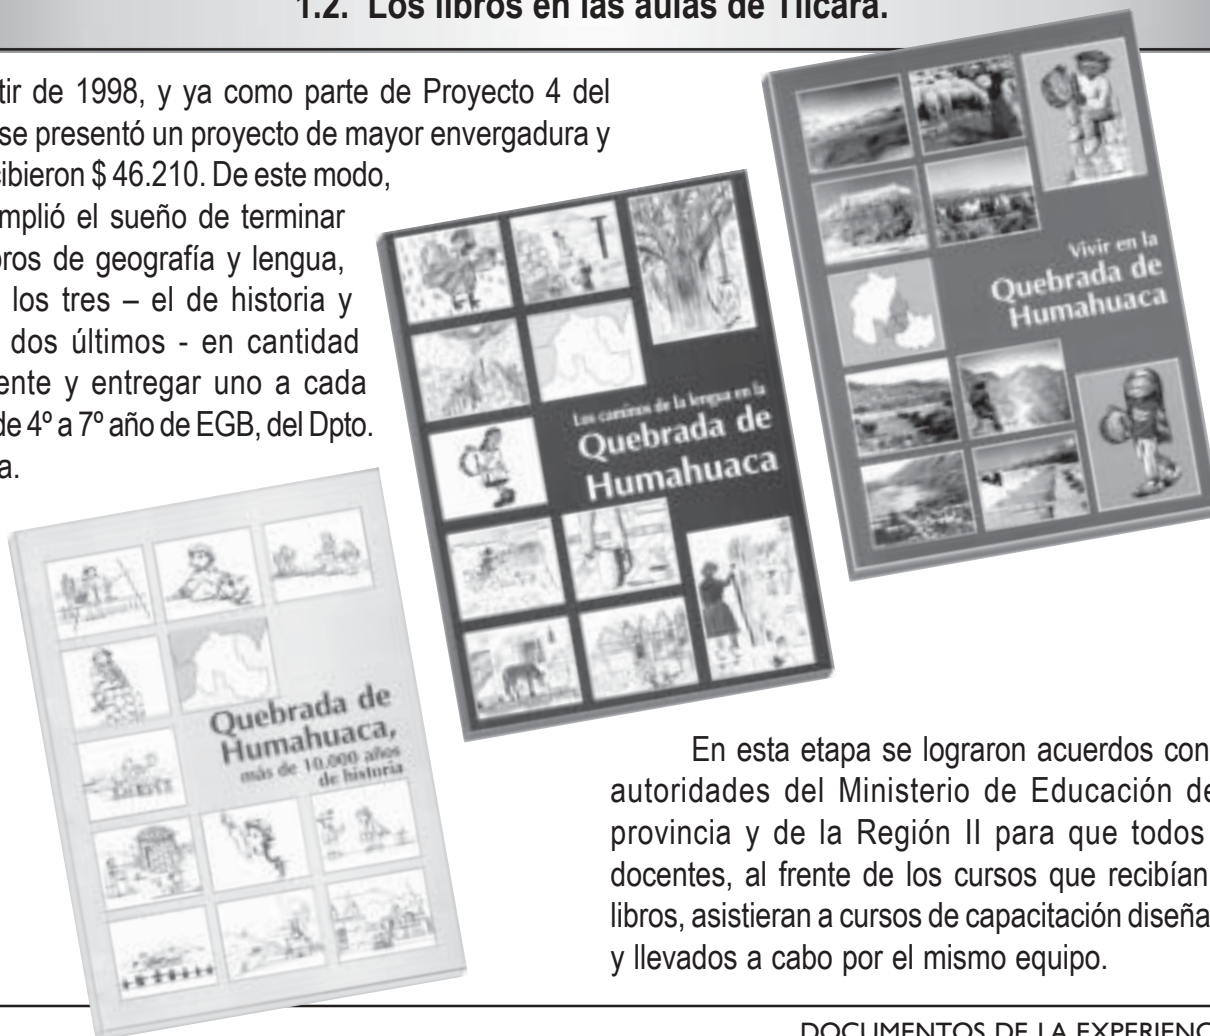 1.2. Los libros en las aulas de Tilcara.
tir de 1998, y ya como parte de Proyecto 4 del
se presentó un proyecto de mayor envergadura y
cibieron $ 46.210. De este modo,
mplió el sueño de terminar
bros de geografía y lengua,
los tres – el de historia y
dos últimos - en cantidad
ente y entregar uno a cada
de 4º a 7º año de EGB, del Dpto.
a.
Vivir en la
Quebrada de
Humahuaca
Los caminos de la lengua en la
Quebrada de
Humahuaca
Quebrada de
Humahuaca,
más de 10.000 años
de historia
En esta etapa se lograron acuerdos con
autoridades del Ministerio de Educación de
provincia y de la Región II para que todos
docentes, al frente de los cursos que recibían
libros, asistieran a cursos de capacitación diseña
y llevados a cabo por el mismo equipo.
DOCUMENTOS DE LA EXPERIENC